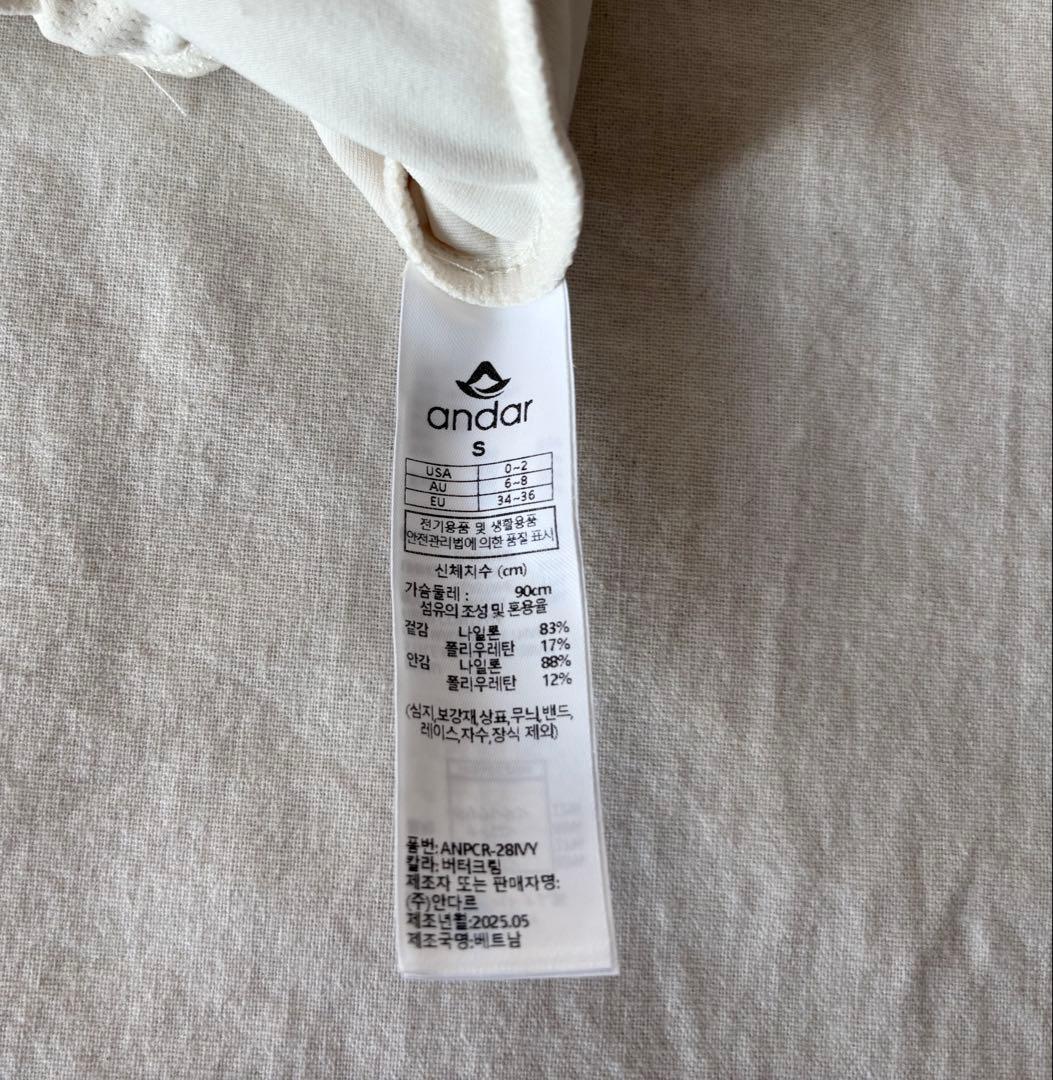 andar
S
USA 0~2
AU 6~8
EU 34~36
전기용품 및 생활용품
안전관리법에 의한 품질 표시
신체치수 (cm)
가슴둘레 : 90cm
섬유의 조성 및 혼용율
겉감 나일론 83%
폴리우레탄 17%
안감 나일론 88%
폴리우레탄 12%
(심지,보강재,상표,무늬,밴드,
레이스,자수,장식 제외)
품번:ANPCR-28IVY
칼라:버터크림
제조자 또는 판매자명:
(주)안다르
제조년월:2025.05
제조국명:베트남